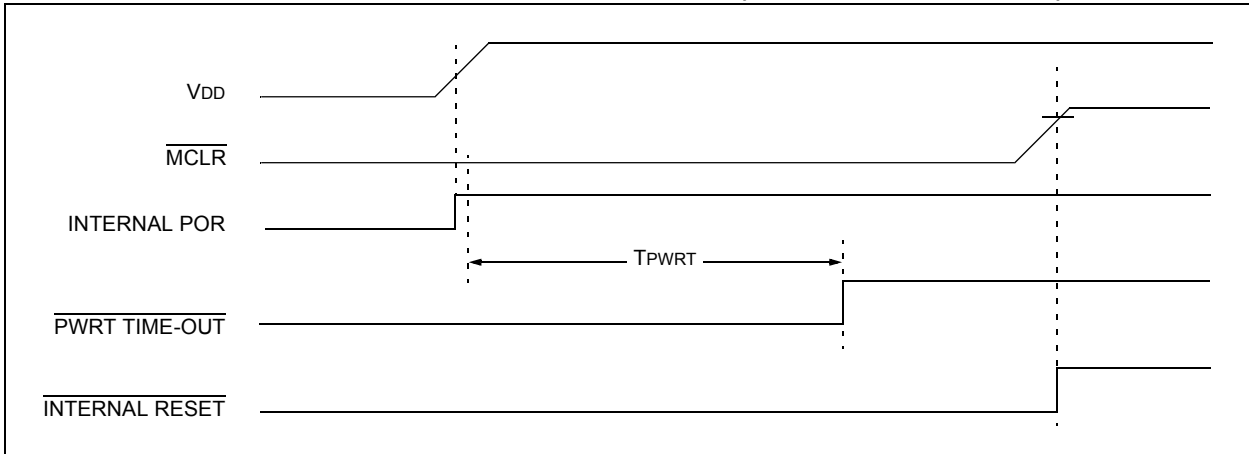 VDD
MCLR
INTERNAL POR
TPWRT
PWRT TIME-OUT
INTERNAL RESET